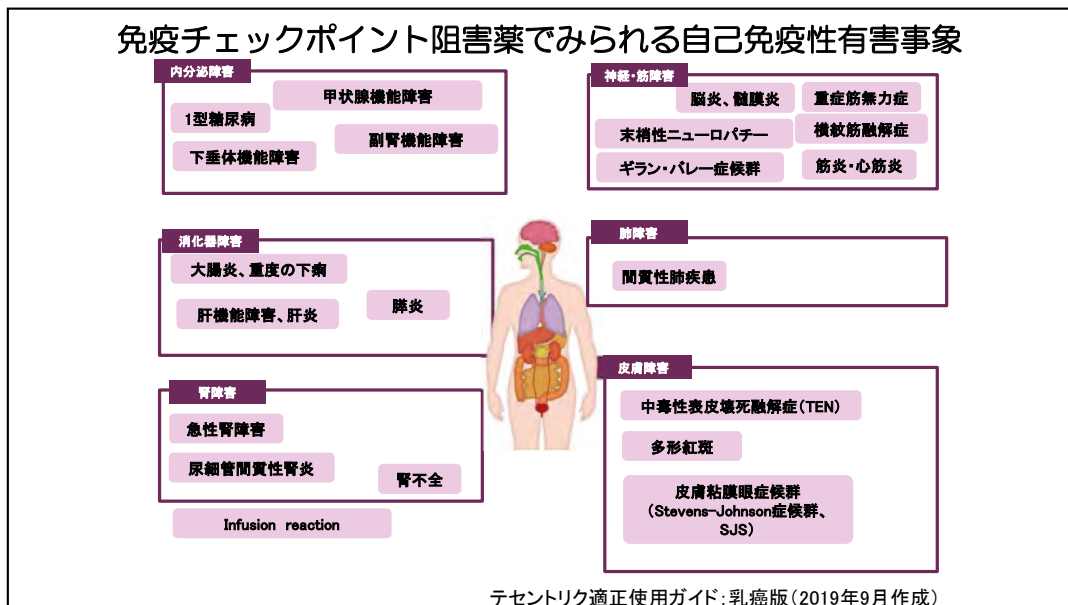 免疫チェックポイント阻害薬でみられる自己免疫性有害事象
内分泌障害
甲状腺機能障害
1型糖尿病
副腎機能障害
下垂体機能障害
神経・筋障害
脳炎、髄膜炎
重症筋無力症
末梢性ニューロパチー
横紋筋融解症
ギラン・バレー症候群
筋炎・心筋炎
消化器障害
大腸炎、重度の下痢
肝機能障害、肝炎
膵炎
肺障害
間質性肺疾患
腎障害
急性腎障害
尿細管間質性腎炎
腎不全
Infusion reaction
皮膚障害
中毒性表皮壊死融解症(TEN)
多形紅斑
皮膚粘膜眼症候群
(Stevens-Johnson症候群、
SJS)
テセントリク適正使用ガイド:乳癌版(2019年9月作成)